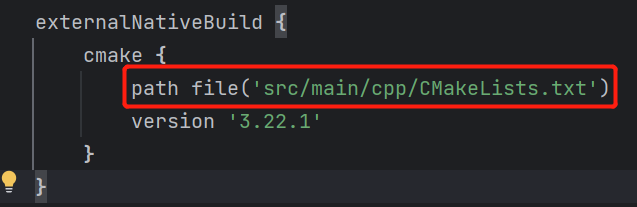 externalNativeBuild {
cmake {
path file('src/main/cpp/CMakeLists.txt')
version '3.22.1'
}
}